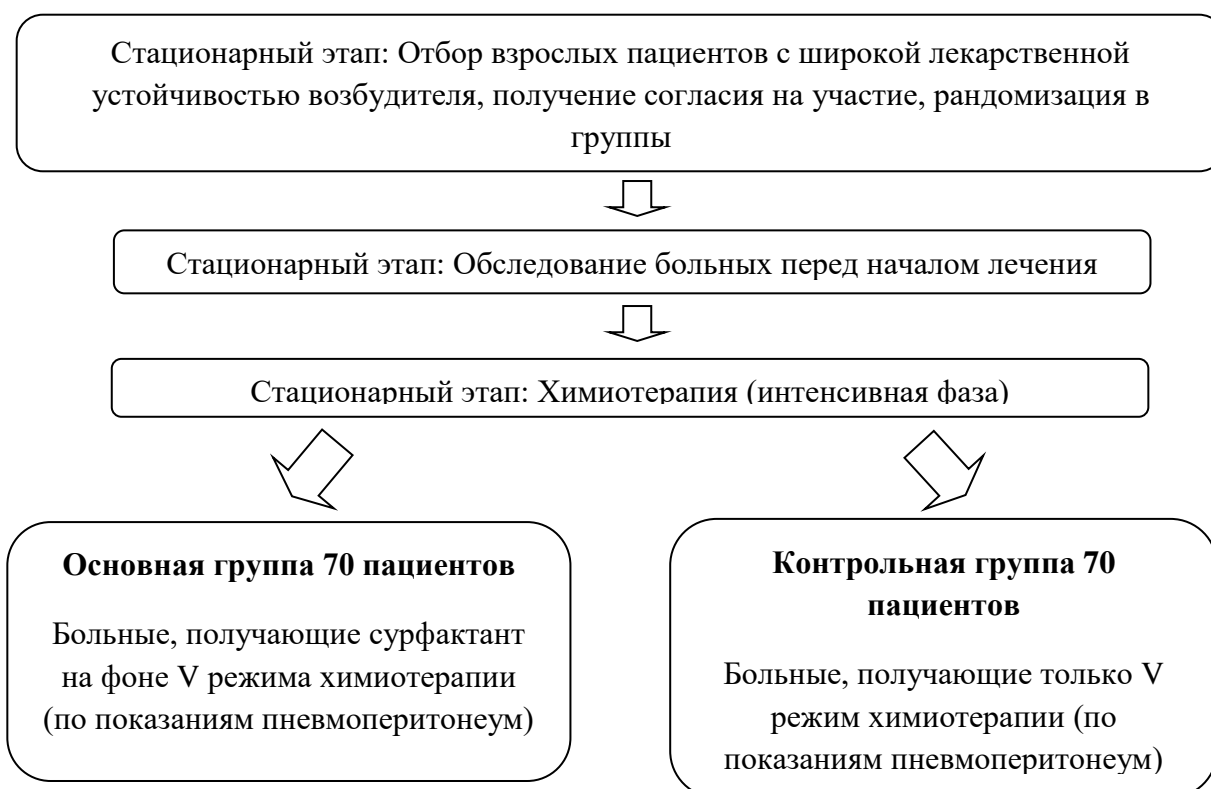 Стационарный этап: Отбор взрослых пациентов с широкой лекарственной
устойчивостью возбудителя, получение согласия на участие, рандомизация в
группы
Стационарный этап: Обследование больных перед началом лечения
Стационарный этап: Химиотерапия (интенсивная фаза)
Основная группа 70 пациентов
Больные, получающие сурфактант
на фоне V режима химиотерапии
(по показаниям пневмоперитонеум)
Контрольная группа 70
пациентов
Больные, получающие только V
режим химиотерапии (по
показаниям пневмоперитонеум)